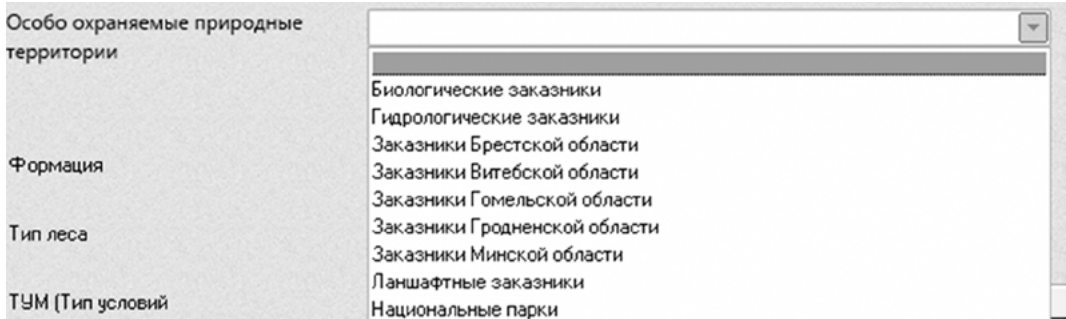 Особо охраняемые природные
территории
Биологические заказники
Гидрологические заказники
Заказники Брестской области
Формация
Заказники Витебской области
Заказники Гомельской области
Заказники Гродненской области
Тип леса
Заказники Минской области
Ланшафтные заказники
ТУМ (Тип условий
Национальные парки